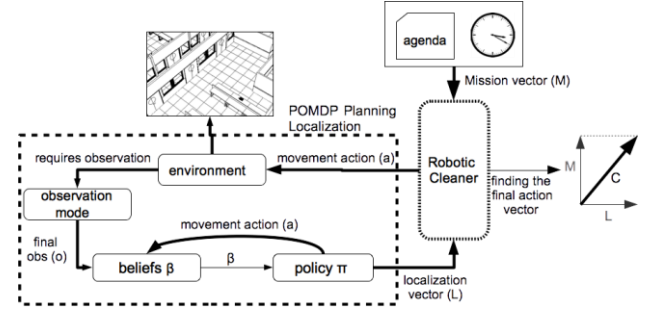 agenda
Mission vector (M)
POMDP Planning
Localization
requires observation
environment
movement action (a)
Robotic
Cleaner
finding the
final action
vector
M
C
L
observation
mode
final
obs (o)
movement action (a)
beliefs β
β
policy π
localization
vector (L)